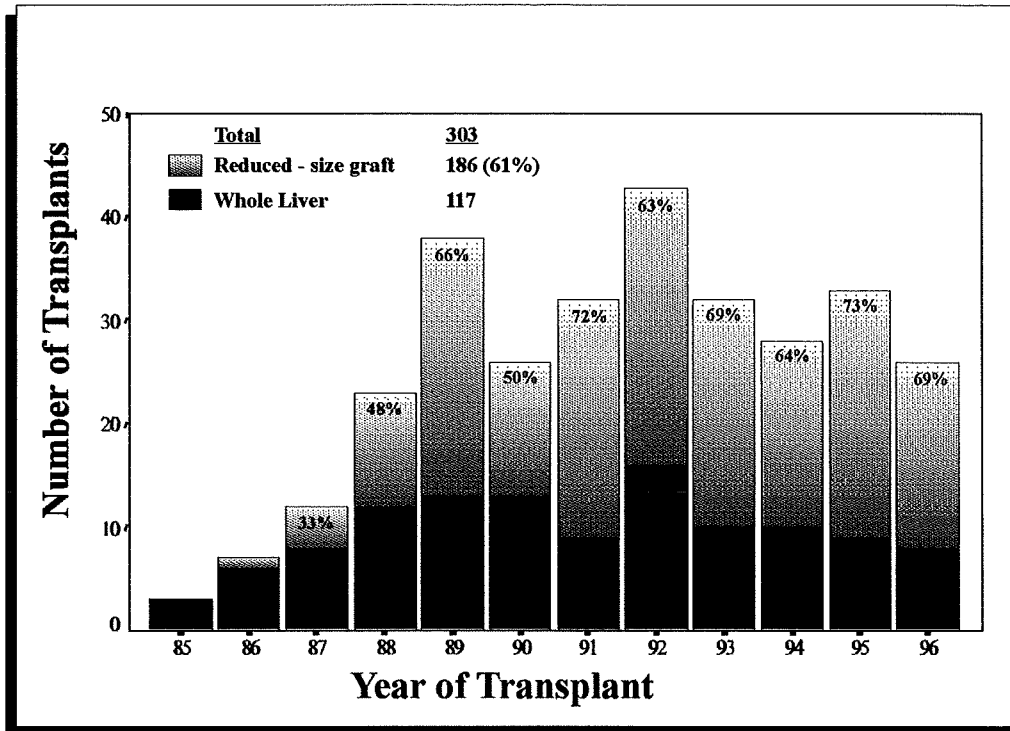 Number of Transplants
50
40
30
20
10
0
Total 303
Reduced - size graft 186 (61%)
Whole Liver 117
33%
48%
66%
50%
72%
63%
69%
64%
73%
69%
85 86 87 88 89 90 91 92 93 94 95 96
Year of Transplant